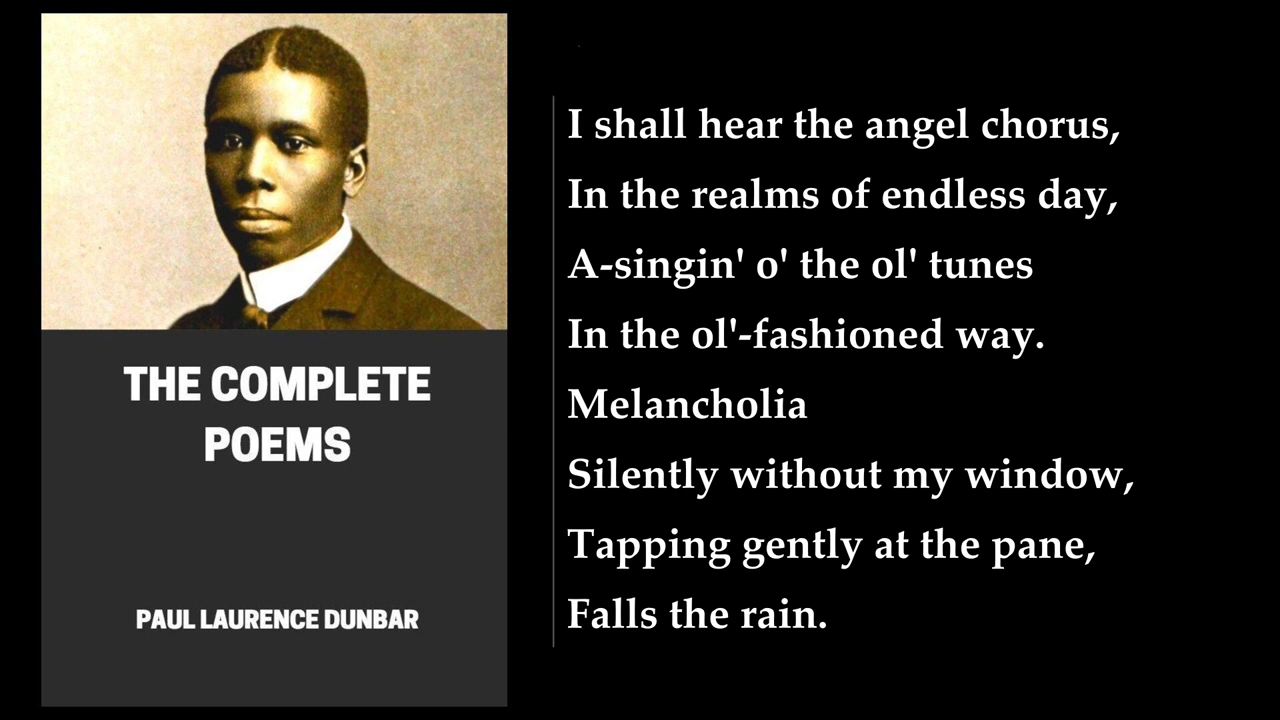 THE COMPLETE
POEMS
PAUL LAURENCE DUNBAR
I shall hear the angel chorus,
In the realms of endless day,
A-singin' o' the ol' tunes
In the ol'-fashioned way.
Melancholia
Silently without my window,
Tapping gently at the pane,
Falls the rain.